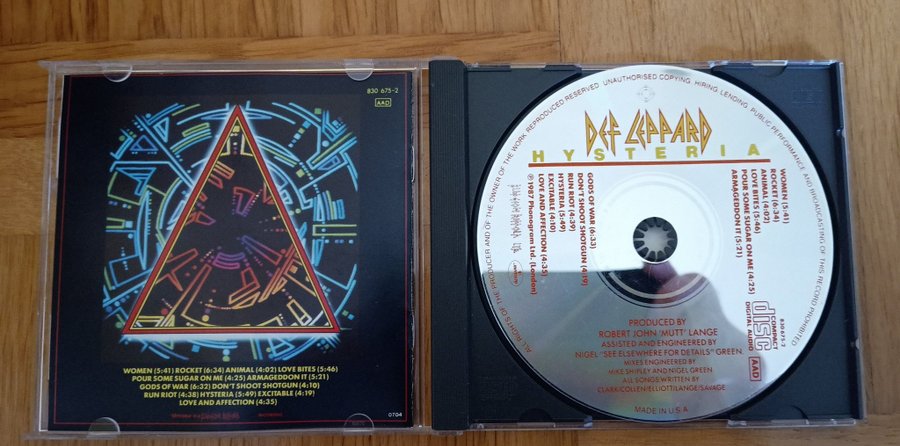 830 675-2
AAD
WOMEN (5:41) ROCKET (6:34) ANIMAL (4:02) LOVE BITES (5:46)
POUR SOME SUGAR ON ME (4:25) ARMAGEDDON IT (5:21)
GODS OF WAR (6:32) DON'T SHOOT SHOTGUN (4:10)
RUN RIOT (4:38) HYSTERIA (5:49) EXCITABLE (4:19)
LOVE AND AFFECTION (4:35)
0704
ALL RIGHTS OF THE PRODUCER AND OF THE OWNER OF THE WORK REPRODUCED RESERVED. UNAUTHORISED COPYING, HIRING, LENDING, PUBLIC PERFORMANCE AND BROADCASTING OF THIS RECORD PROHIBITED
DEF LEPPARD
HYSTERIA
WOMEN (5:41)
ROCKET (6:34)
ANIMAL (4:02)
LOVE BITES (5:46)
POUR SOME SUGAR ON ME (4:25)
ARMAGEDDON IT (5:21)
GODS OF WAR (6:33)
DON'T SHOOT SHOTGUN (4:19)
RUN RIOT (4:39)
HYSTERIA (5:49)
EXCITABLE (4:10)
LOVE AND AFFECTION (4:35)
℗ 1987 Phonogram Ltd. (London)
830 675-2
COMPACT
disc
DIGITAL AUDIO
AAD
PRODUCED BY
ROBERT JOHN "MUTT" LANGE
ASSISTED AND ENGINEERED BY
NIGEL "SEE ELSEWHERE FOR DETAILS" GREEN
MIXES ENGINEERED BY
MIKE SHIPLEY AND NIGEL GREEN
ALL SONGS WRITTEN BY
CLARK/COLLEN/ELLIOTT/LANGE/SAVAGE
MADE IN U.S.A